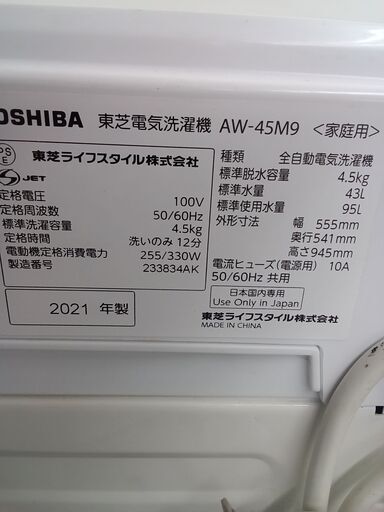 TOSHIBA 東芝電気洗濯機 AW-45M9 <家庭用>
PS
E
東芝ライフスタイル株式会社
JET
定格電圧 100V
定格周波数 50/60Hz
標準洗濯容量 4.5kg
定格時間 洗いのみ 12分
電動機定格消費電力 255/330W
製造番号 233834AK
2021 年製
種類 全自動電気洗濯機
標準脱水容量 4.5kg
標準水量 43L
標準使用水量 95L
外形寸法 幅 555mm
奥行541mm
高さ945mm
電流ヒューズ(電源用) 10A
50/60Hz 共用
日本国内専用
Use Only in Japan
東芝ライフスタイル株式会社
MADE IN CHINA